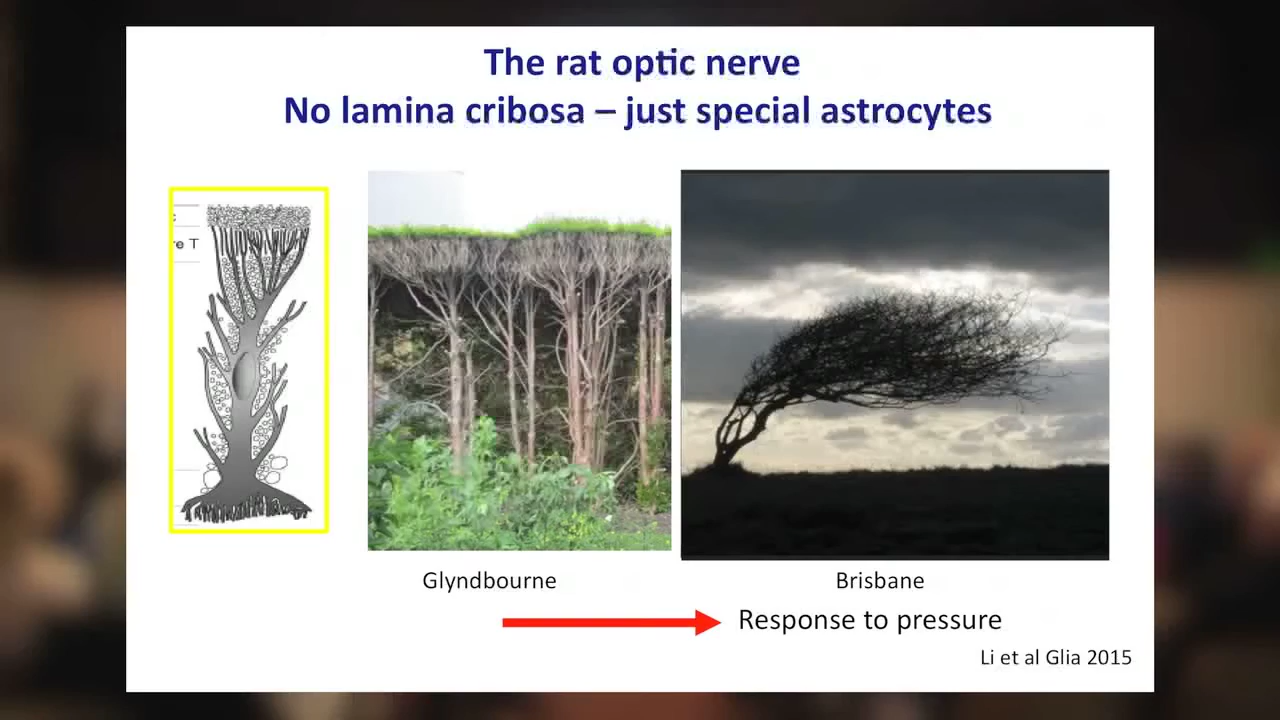 The rat optic nerve
No lamina cribosa – just special astrocytes
c
re T
Glyndbourne
Brisbane
Response to pressure
Li et al Glia 2015